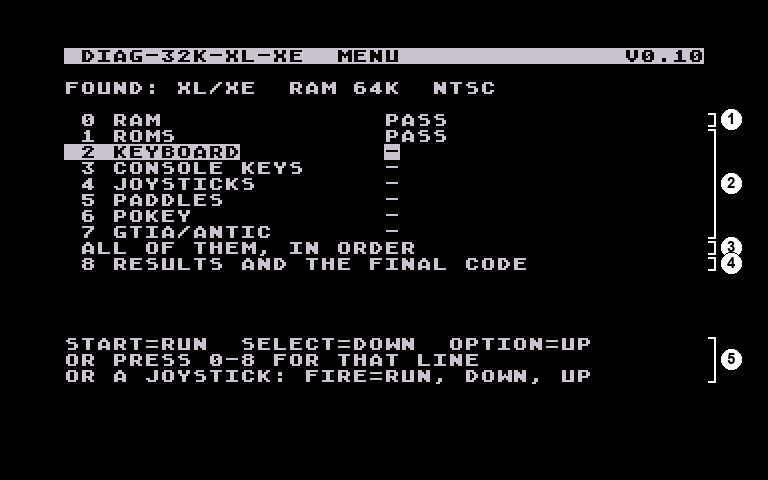 DIAG-32K-XL-XE MENU V0.10
FOUND: XL/XE RAM 64K NTSC
0 RAM PASS 1
1 ROMS PASS
2 KEYBOARD -
3 CONSOLE KEYS -
4 JOYSTICKS - 2
5 PADDLES -
6 POKEY -
7 GTIA/ANTIC -
ALL OF THEM, IN ORDER 3
8 RESULTS AND THE FINAL CODE 4
START=RUN SELECT=DOWN OPTION=UP
OR PRESS 0-8 FOR THAT LINE 5
OR A JOYSTICK: FIRE=RUN, DOWN, UP